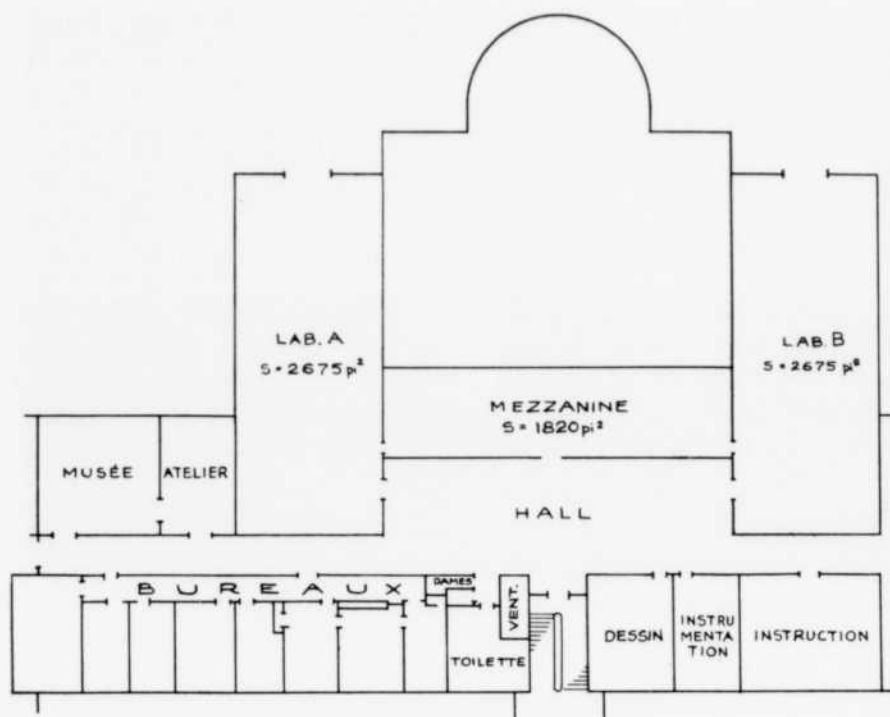 LAB. A
S = 2675 pi²
LAB. B
S = 2675 pi²
MEZZANINE
S = 1820 pi²
MUSÉE
ATELIER
HALL
BUREAUX
DAMES
VENT.
TOILETTE
DESSIN
INSTRU
MENTA
TION
INSTRUCTION